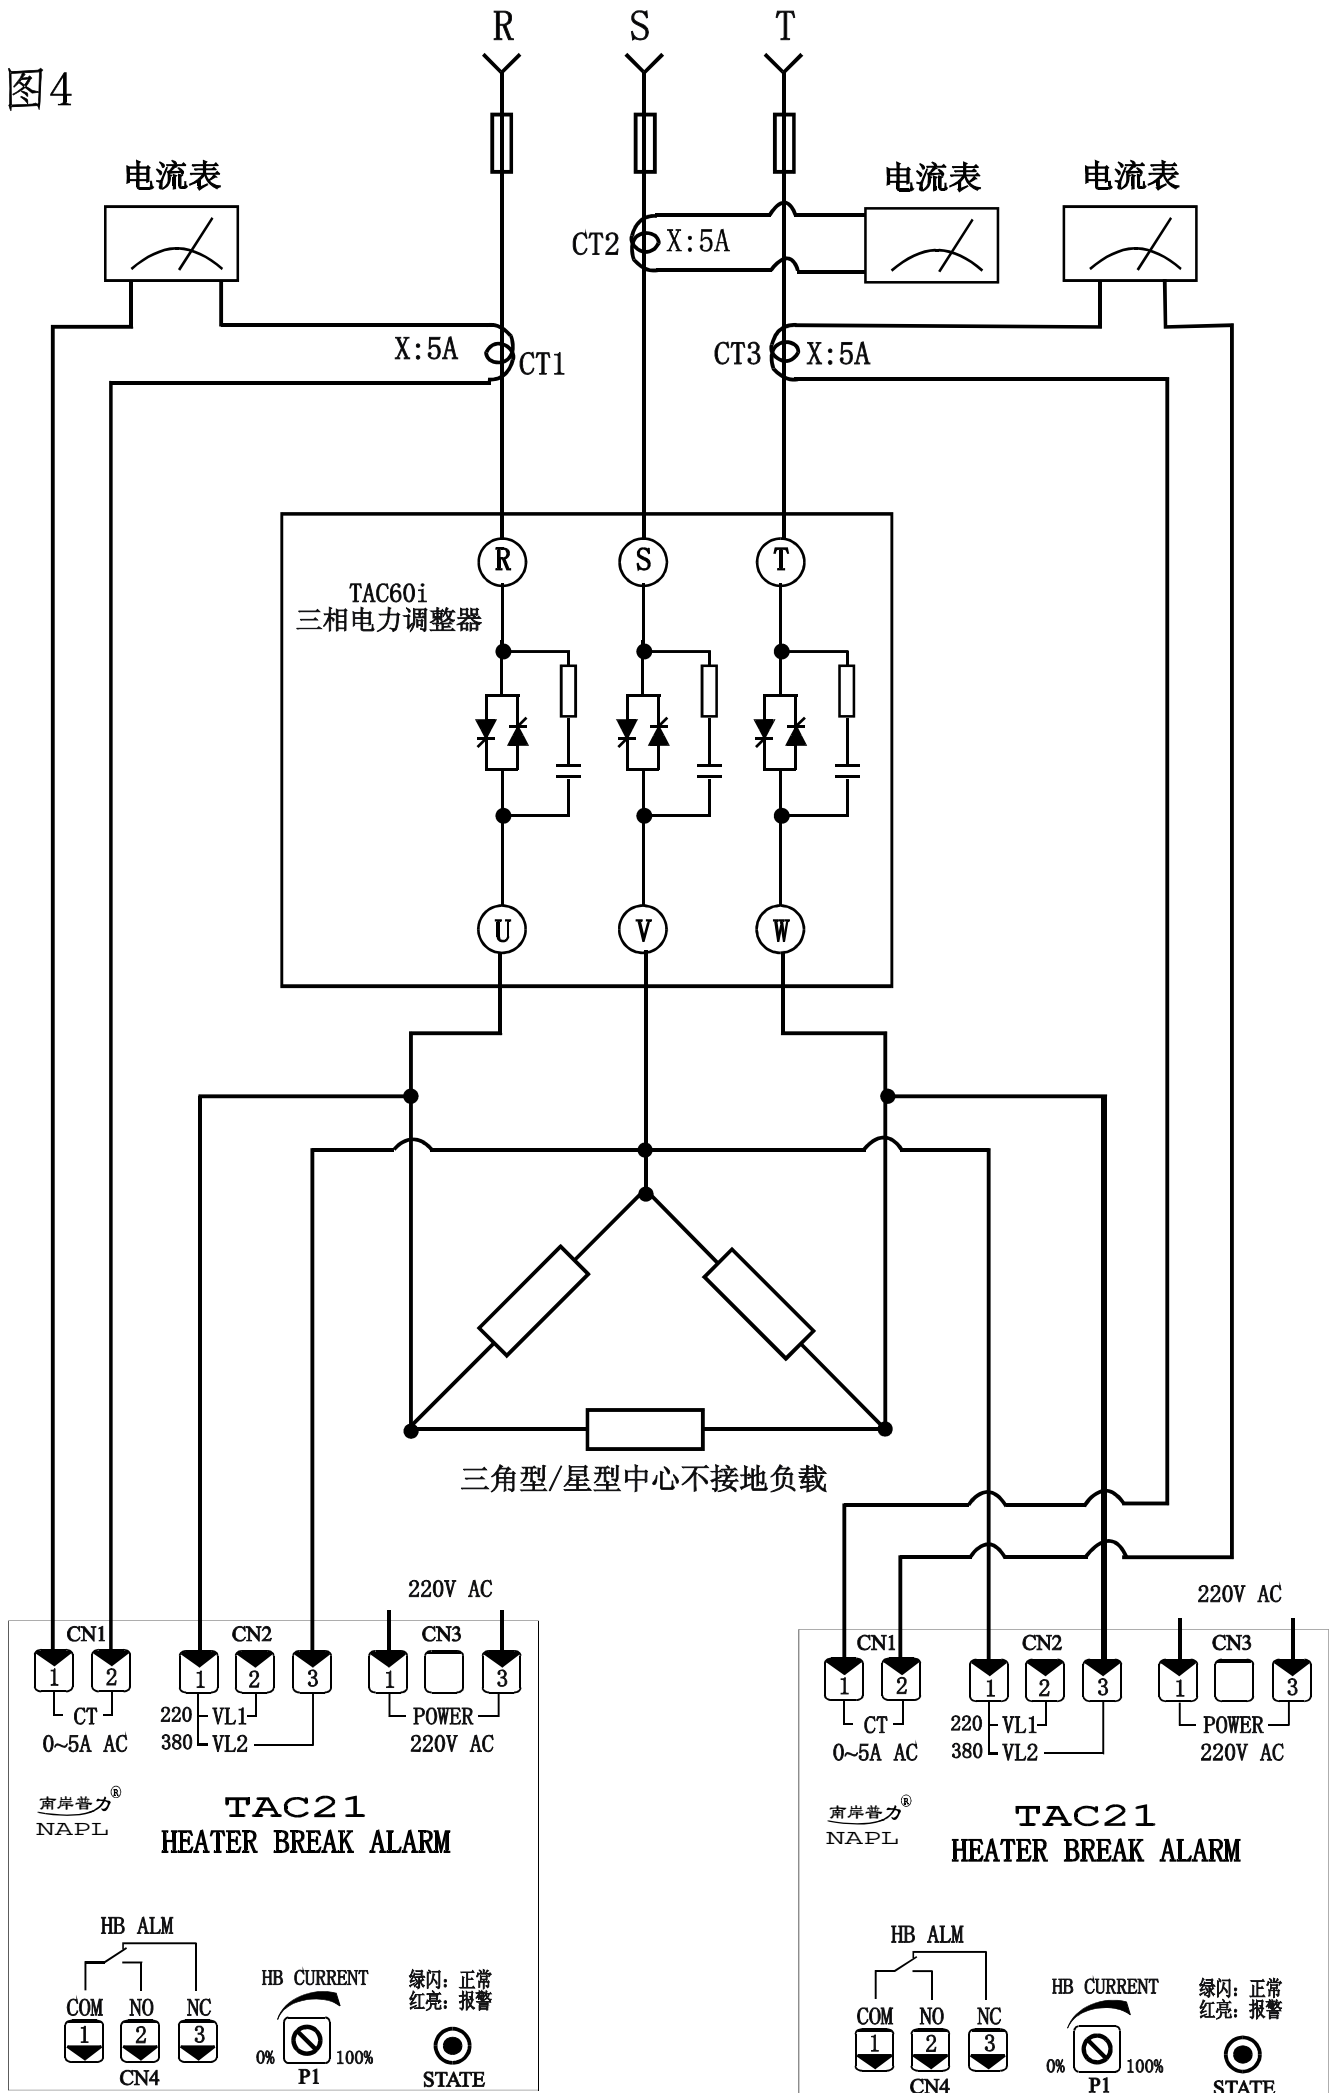 R S T
图4
电流表 电流表 电流表
CT2 X:5A
X:5A CT1 CT3 X:5A
R S T
TAC60i
三相电力调整器
U V W
三角型/星型中心不接地负载
220V AC
CN1 CN2 CN3
1 2 1 2 3 1 3
CT 220 VL1 POWER
0~5A AC 380 VL2 220V AC
南岸普力®
NAPL
TAC21
HEATER BREAK ALARM
HB ALM
HB CURRENT
绿闪：正常
红亮：报警
COM NO NC
1 2 3
0% 100%
CN4 P1 STATE
220V AC
CN1 CN2 CN3
1 2 1 2 3 1 3
CT 220 VL1 POWER
0~5A AC 380 VL2 220V AC
南岸普力®
NAPL
TAC21
HEATER BREAK ALARM
HB ALM
HB CURRENT
绿闪：正常
红亮：报警
COM NO NC
1 2 3
0% 100%
CN4 P1 STATE